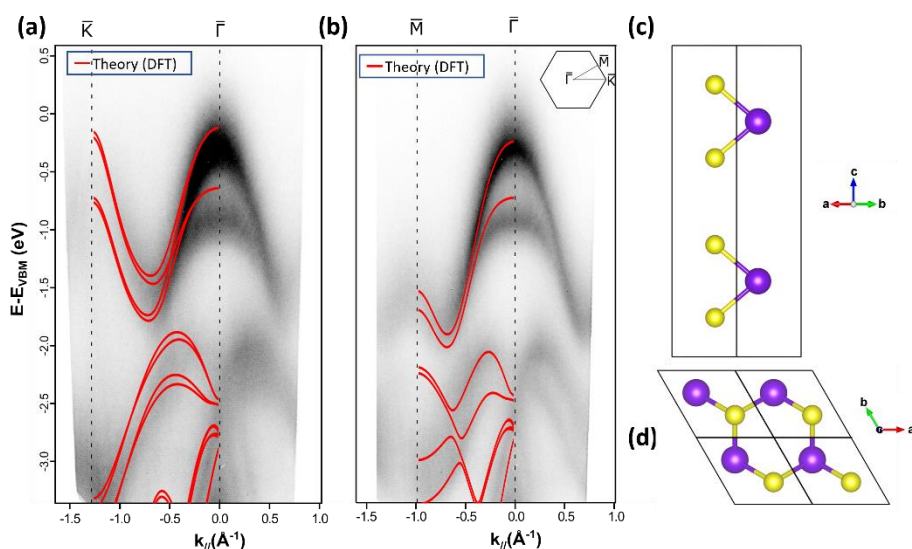 (a)
K̅
Γ̅
0.5
Theory (DFT)
0.0
-0.5
-1.0
-1.5
-2.0
-2.5
-3.0
E-E_VBM (eV)
-1.5 -1.0 -0.5 0.0 0.5 1.0
k_//(Å⁻¹)
(b)
M̅
Γ̅
Theory (DFT)
Γ̅
M̅
K̅
-1.5 -1.0 -0.5 0.0 0.5 1.0
k_//(Å⁻¹)
(c)
c
a
b
(d)
b
c
a